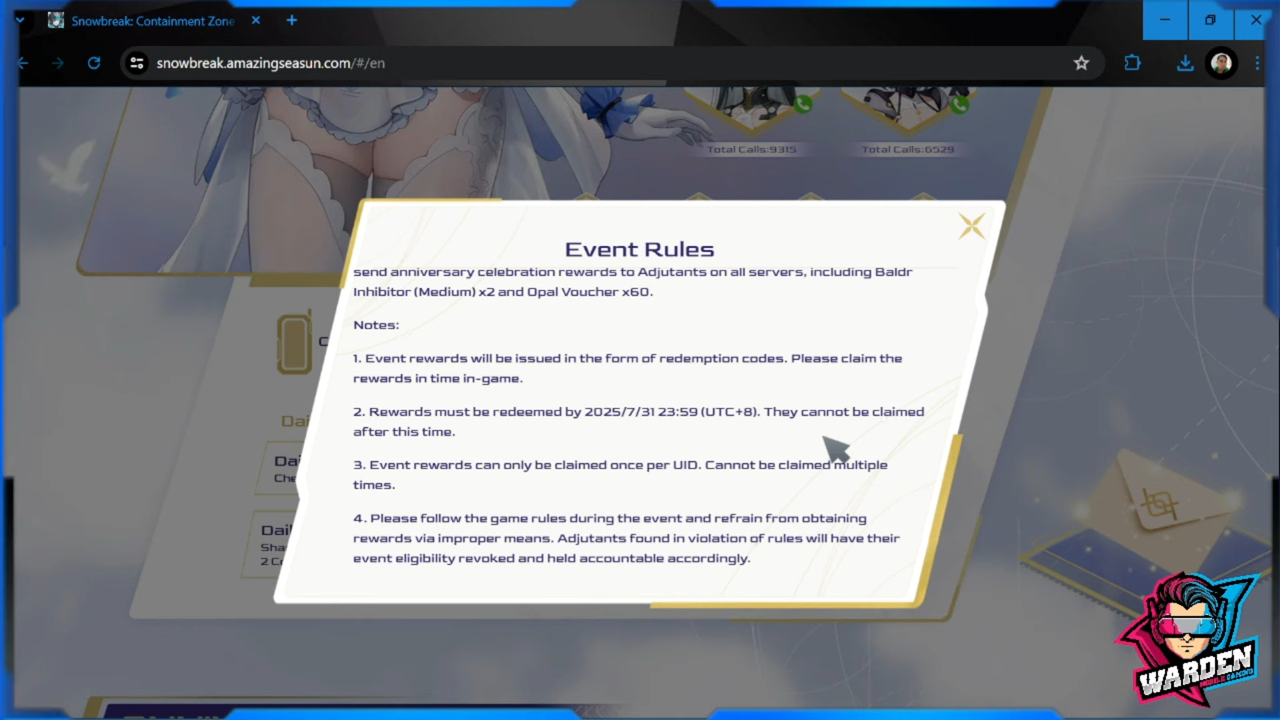 Snowbreak: Containment Zone
snowbreak.amazingseasun.com/#/en
Total Calls:9315
Total Calls:6529
Event Rules
send anniversary celebration rewards to Adjutants on all servers, including Baldr
Inhibitor (Medium) x2 and Opal Voucher x60.
Notes:
1. Event rewards will be issued in the form of redemption codes. Please claim the
rewards in time in-game.
2. Rewards must be redeemed by 2025/7/31 23:59 (UTC+8). They cannot be claimed
after this time.
3. Event rewards can only be claimed once per UID. Cannot be claimed multiple
times.
4. Please follow the game rules during the event and refrain from obtaining
rewards via improper means. Adjutants found in violation of rules will have their
event eligibility revoked and held accountable accordingly.
WARDEN
MOBILE GAMING